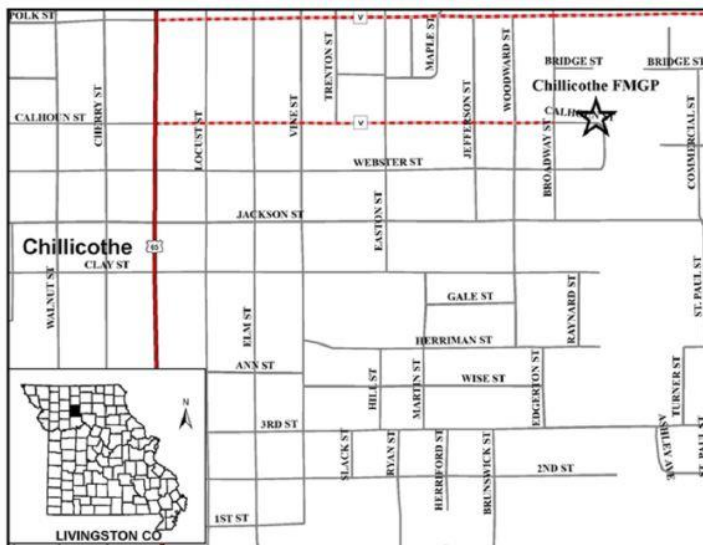 POLK ST
V
MAPLE ST
TRENTON ST
WOODWARD ST
BRIDGE ST
BRIDGE ST
Chillicothe FMGP
CALHOUN ST
CHERRY ST
LOCUST ST
VINE ST
V
JEFFERSON ST
CALHOUN ST
BROADWAY ST
COMMERCIAL ST
WEBSTER ST
JACKSON ST
EASTON ST
Chillicothe
65
CLAY ST
WALNUT ST
ELM ST
GALE ST
RAYNARD ST
ST. PAUL ST
HERRIMAN ST
ANN ST
HILL ST
MARTIN ST
WISE ST
EDGERTON ST
TURNER ST
N
3RD ST
SLACK ST
RYAN ST
HERRIFORD ST
BRUNSWICK ST
2ND ST
ASHLEY AVE
ST. PAUL ST
1ST ST
LIVINGSTON CO